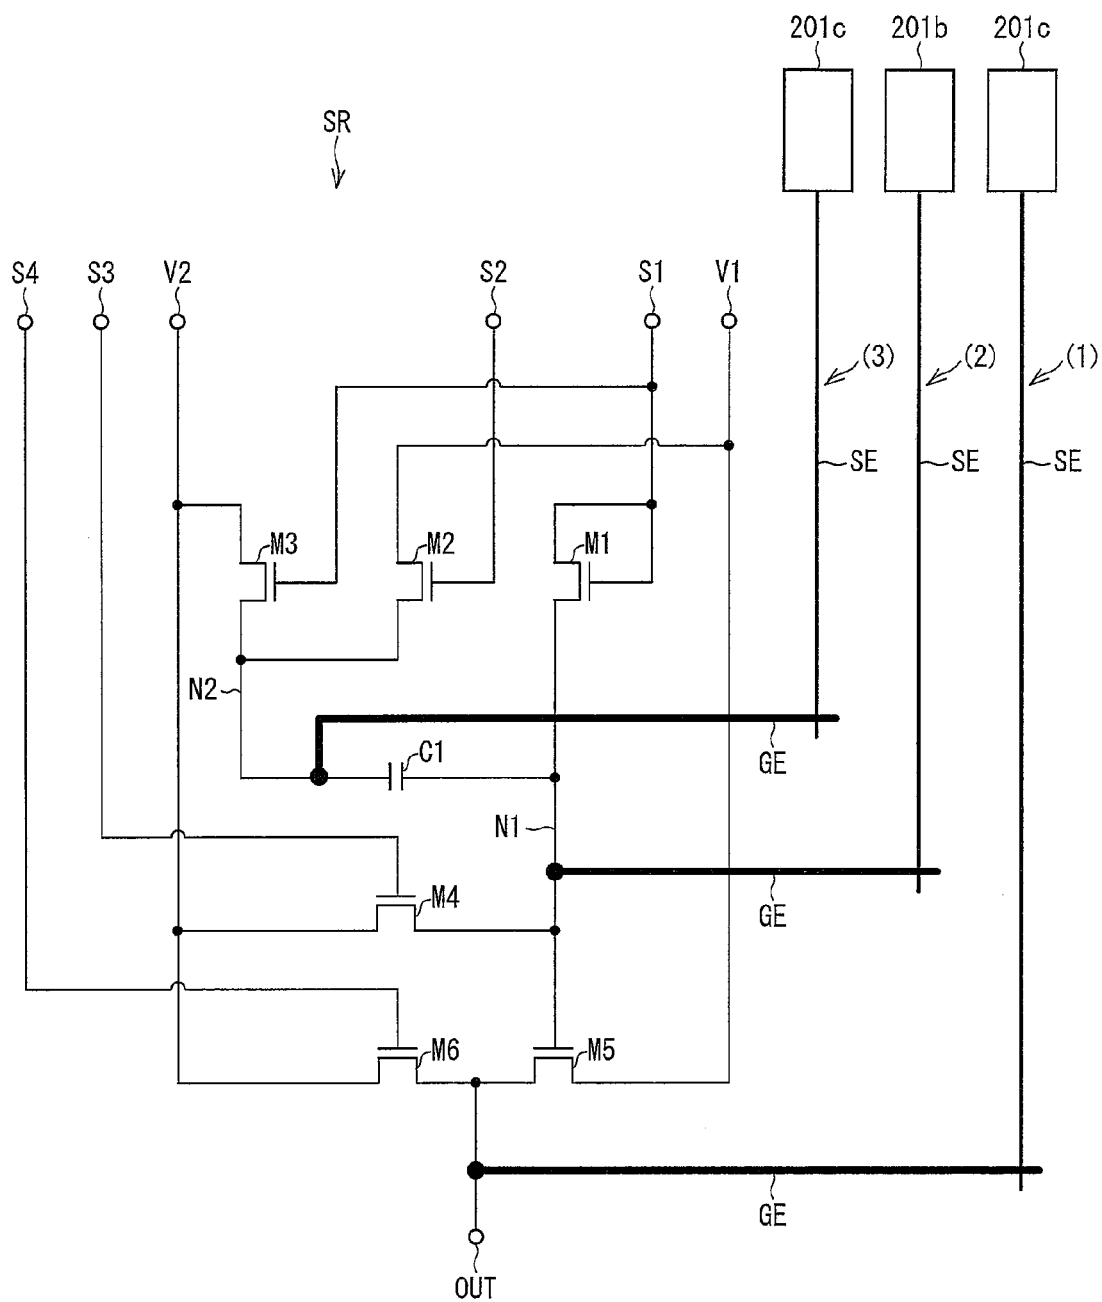 201c 201b 201c
SR
S4 S3 V2 S2 S1 V1
(3) (2) (1)
SE SE SE
M3 M2 M1
N2
C1
GE
N1
M4
GE
M6 M5
GE
OUT